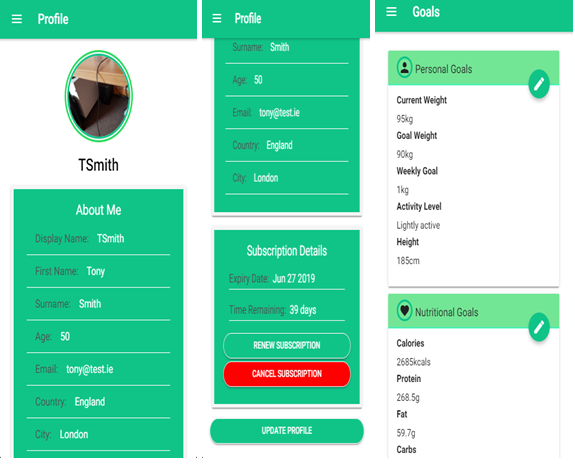 Profile
TSmith
About Me
Display Name: TSmith
First Name: Tony
Surname: Smith
Age: 50
Email: tony@test.ie
Country: England
City: London
Profile
Surname: Smith
Age: 50
Email: tony@test.ie
Country: England
City: London
Subscription Details
Expiry Date: Jun 27 2019
Time Remaining: 39 days
RENEW SUBSCRIPTION
CANCEL SUBSCRIPTION
UPDATE PROFILE
Goals
Personal Goals
Current Weight
95kg
Goal Weight
90kg
Weekly Goal
1kg
Activity Level
Lightly active
Height
185cm
Nutritional Goals
Calories
2685kcals
Protein
268.5g
Fat
59.7g
Carbs